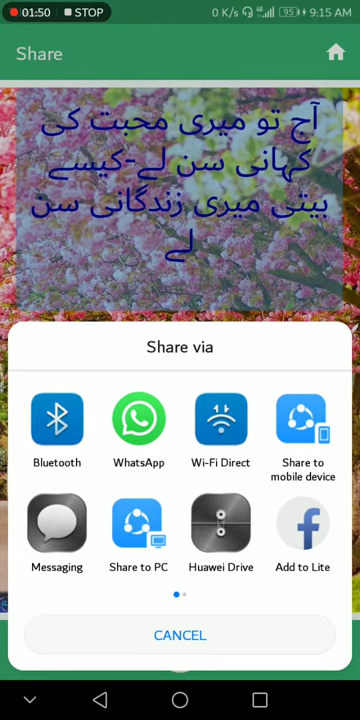 01:50 STOP 0 K/s 4G 95 9:15 AM
Share
آج تو میری محبت کی
کہانی سن لے-کیسے
بیتی میری زندگانی سن
لے
Share via
Bluetooth WhatsApp Wi-Fi Direct Share to
mobile device
Messaging Share to PC Huawei Drive Add to Lite
CANCEL